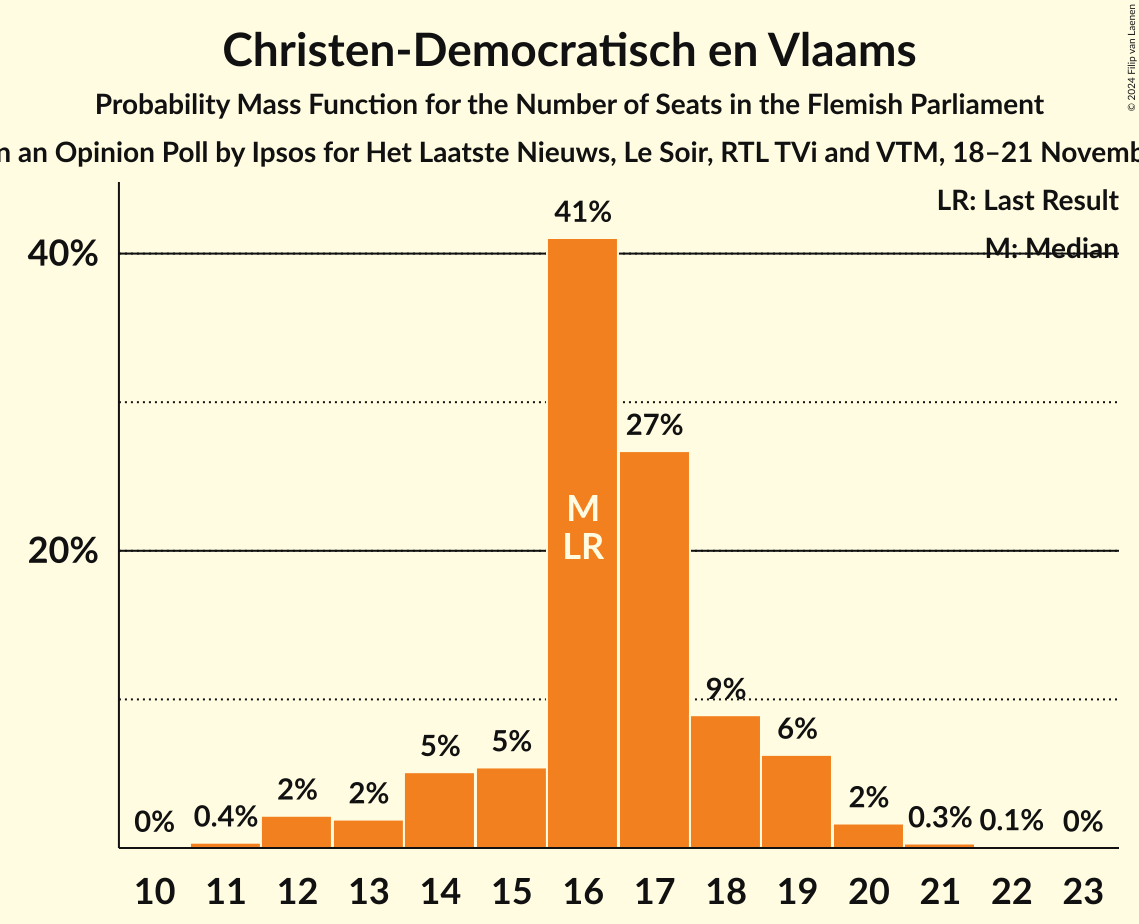 Christen-Democratisch en Vlaams
Probability Mass Function for the Number of Seats in the Flemish Parliament
an Opinion Poll by Ipsos for Het Laatste Nieuws, Le Soir, RTL TVi and VTM, 18–21
© 2024 Filip van Laenen
LR: Last Result
M: Median
40%
20%
0%
0.4%
2%
2%
5%
5%
41%
27%
9%
6%
2%
0.3%
0.1%
0%
M
LR
10 11 12 13 14 15 16 17 18 19 20 21 22 23